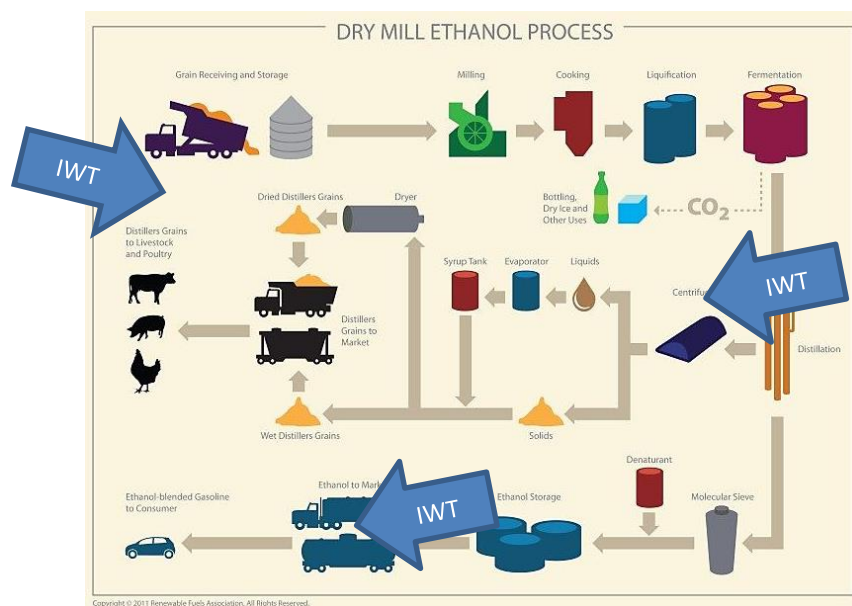 DRY MILL ETHANOL PROCESS
Grain Receiving and Storage
Milling
Cooking
Liquification
Fermentation
IWT
Bottling,
Dry Ice and
Other Uses
CO2
Dried Distillers Grains
Dryer
Distillers Grains
to Livestock
and Poultry
Syrup Tank
Evaporator
Liquids
IWT
Distillers
Grains to
Market
Distillation
Wet Distillers Grains
Solids
Denaturant
Ethanol-blended Gasoline
to Consumer
Ethanol to
IWT
Ethanol Storage
Molecular Sieve
Copyright © 2011 Renewable Fuels Association. All Rights Reserved.